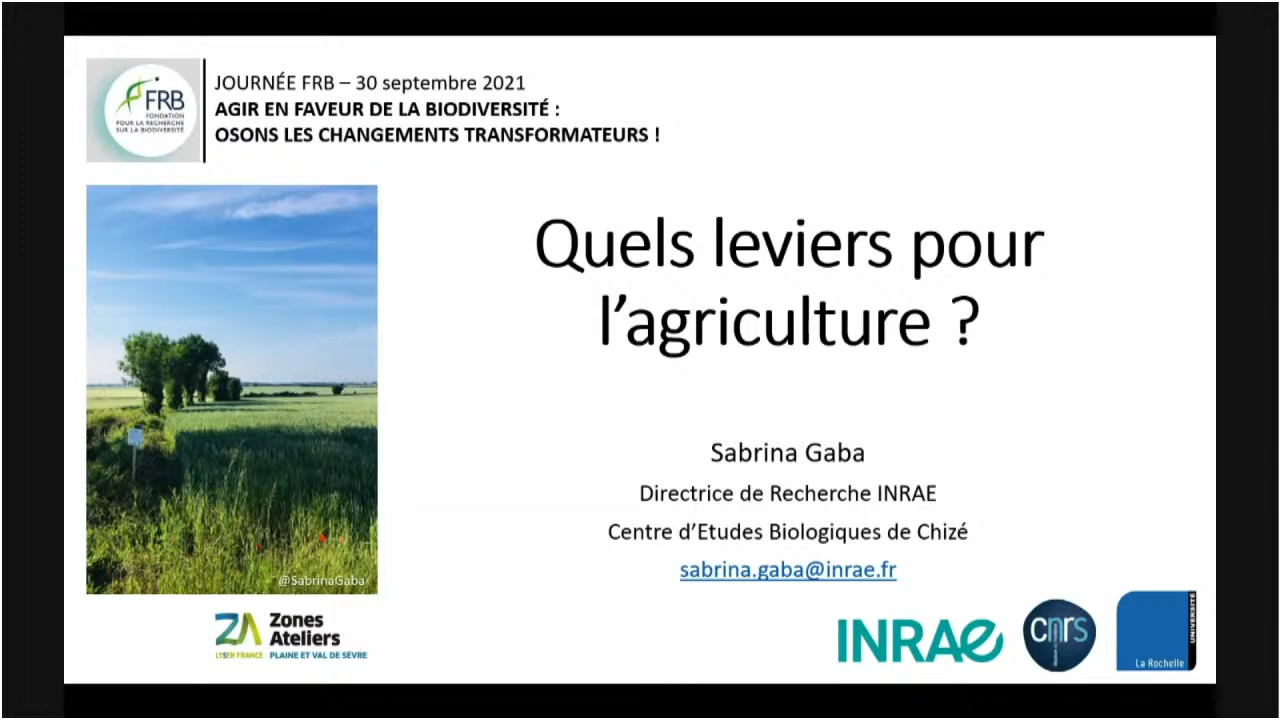 JOURNÉE FRB – 30 septembre 2021
AGIR EN FAVEUR DE LA BIODIVERSITÉ :
OSONS LES CHANGEMENTS TRANSFORMATEURS !
FRB
FONDATION
POUR LA RECHERCHE
SUR LA BIODIVERSITÉ
Quels leviers pour
l’agriculture ?
Sabrina Gaba
Directrice de Recherche INRAE
Centre d’Etudes Biologiques de Chizé
sabrina.gaba@inrae.fr
@SabrinaGaba
ZA Zones
Ateliers
LTSER FRANCE PLAINE ET VAL DE SÈVRE
INRAE
cnrs
UNIVERSITÉ
La Rochelle